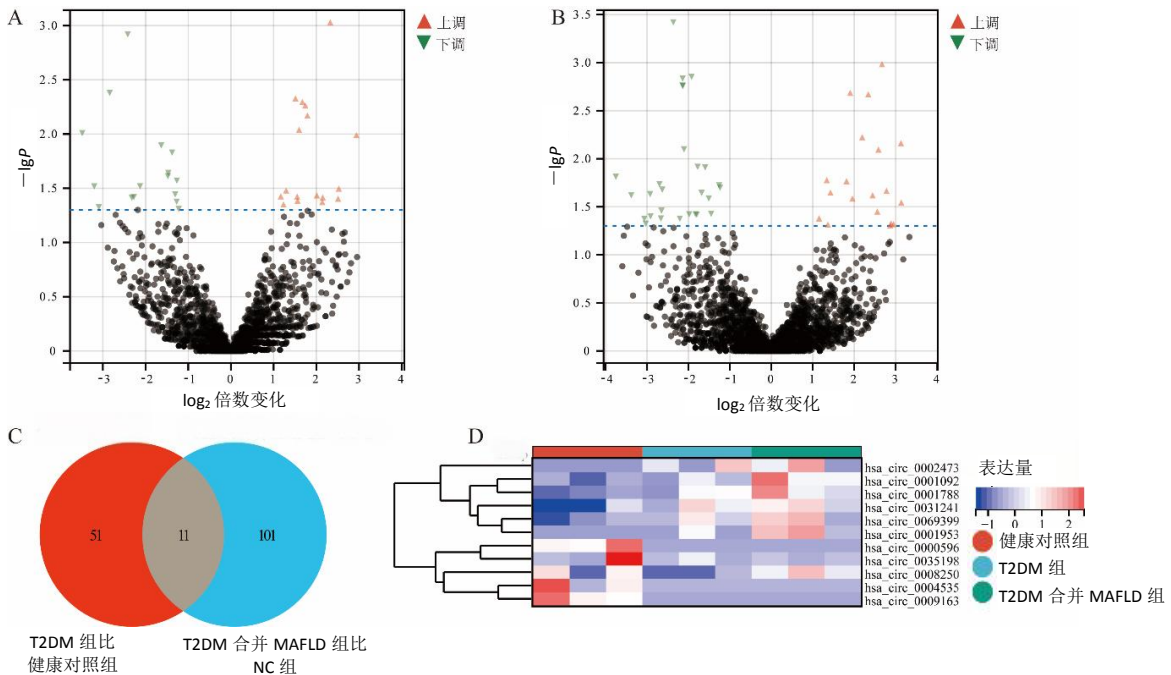 A
上调
下调
3.0
2.5
2.0
1.5
1.0
0.5
0
−lgP
−3
−2
−1
0
1
2
3
4
log2 倍数变化
B
上调
下调
3.5
3.0
2.5
2.0
1.5
1.0
0.5
0
−lgP
−4
−3
−2
−1
0
1
2
3
4
log2 倍数变化
C
51
11
101
T2DM 组比
健康对照组
T2DM 合并 MAFLD 组比
NC 组
D
hsa_circ_0002473
hsa_circ_0001092
hsa_circ_0001788
hsa_circ_0031241
hsa_circ_0069399
hsa_circ_0001953
hsa_circ_0000596
hsa_circ_0035198
hsa_circ_0008250
hsa_circ_0004535
hsa_circ_0009163
表达量
−1 0 1 2
健康对照组
T2DM 组
T2DM 合并 MAFLD 组